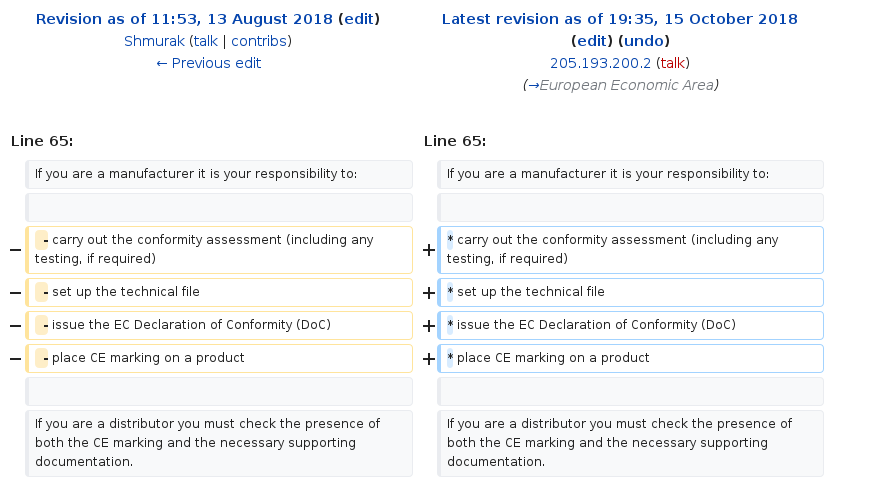 Revision as of 11:53, 13 August 2018 (edit)
Shmurak (talk | contribs)
← Previous edit
Latest revision as of 19:35, 15 October 2018
(edit) (undo)
205.193.200.2 (talk)
(→European Economic Area)
Line 65:
Line 65:
If you are a manufacturer it is your responsibility to:
If you are a manufacturer it is your responsibility to:
− - carry out the conformity assessment (including any
testing, if required)
+ * carry out the conformity assessment (including any
testing, if required)
− - set up the technical file
+ * set up the technical file
− - issue the EC Declaration of Conformity (DoC)
+ * issue the EC Declaration of Conformity (DoC)
− - place CE marking on a product
+ * place CE marking on a product
If you are a distributor you must check the presence of
both the CE marking and the necessary supporting
documentation.
If you are a distributor you must check the presence of
both the CE marking and the necessary supporting
documentation.